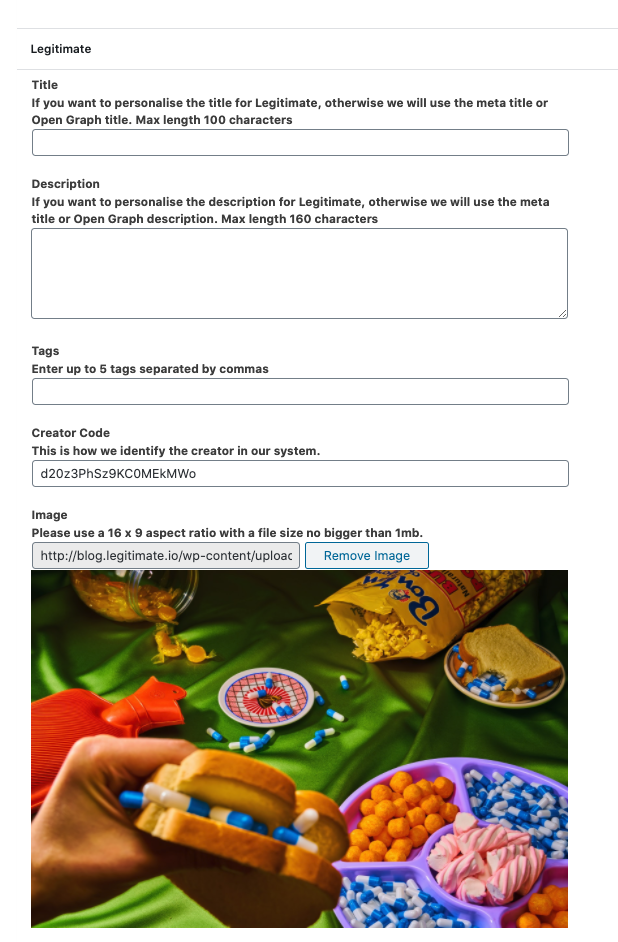 Legitimate
Title
If you want to personalise the title for Legitimate, otherwise we will use the meta title or
Open Graph title. Max length 100 characters
Description
If you want to personalise the description for Legitimate, otherwise we will use the meta
title or Open Graph description. Max length 160 characters
Tags
Enter up to 5 tags separated by commas
Creator Code
This is how we identify the creator in our system.
d20z3PhSz9KC0MEkMWo
Image
Please use a 16 x 9 aspect ratio with a file size no bigger than 1mb.
http://blog.legitimate.io/wp-content/uploac Remove Image